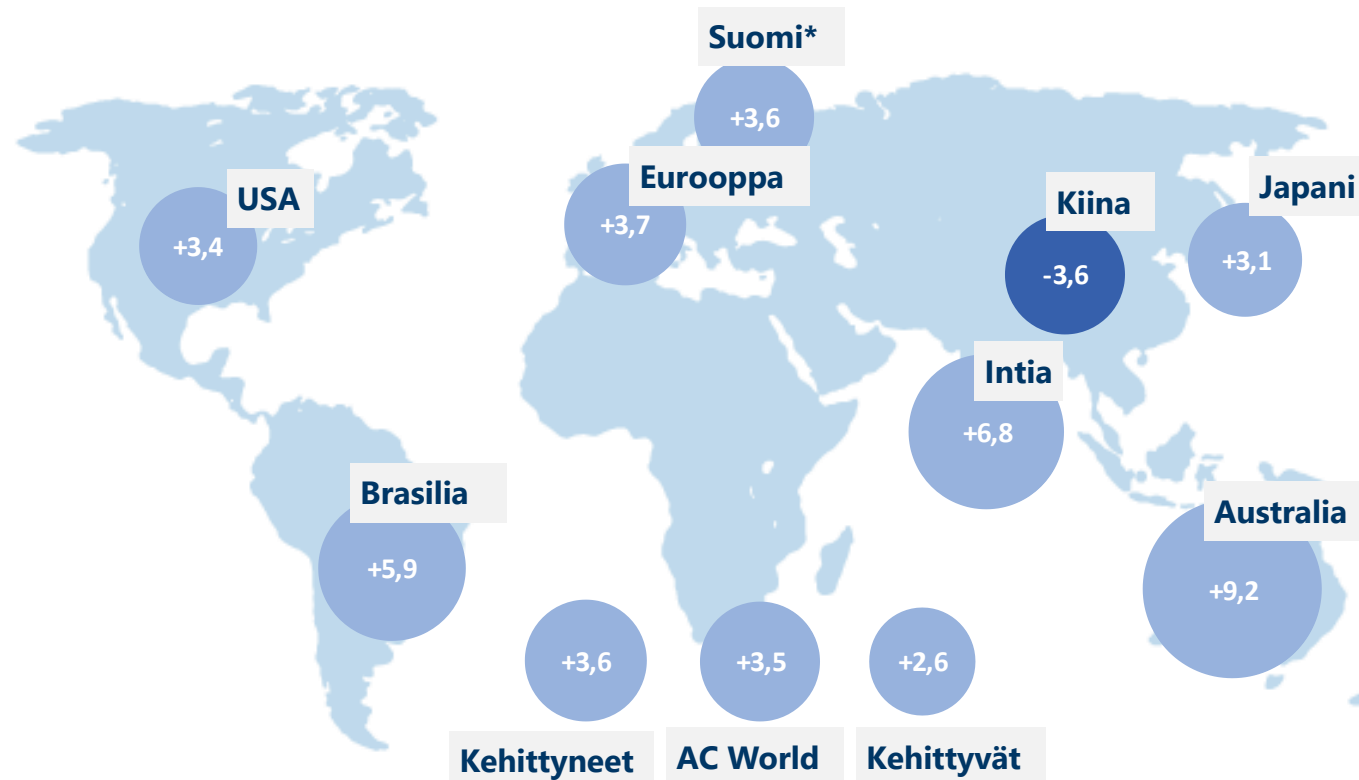 Suomi*
+3,6
Eurooppa
+3,7
USA
+3,4
Kiina
-3,6
Japani
+3,1
Intia
+6,8
Brasilia
+5,9
Australia
+9,2
+3,6
Kehittyneet
+3,5
AC World
+2,6
Kehittyvät